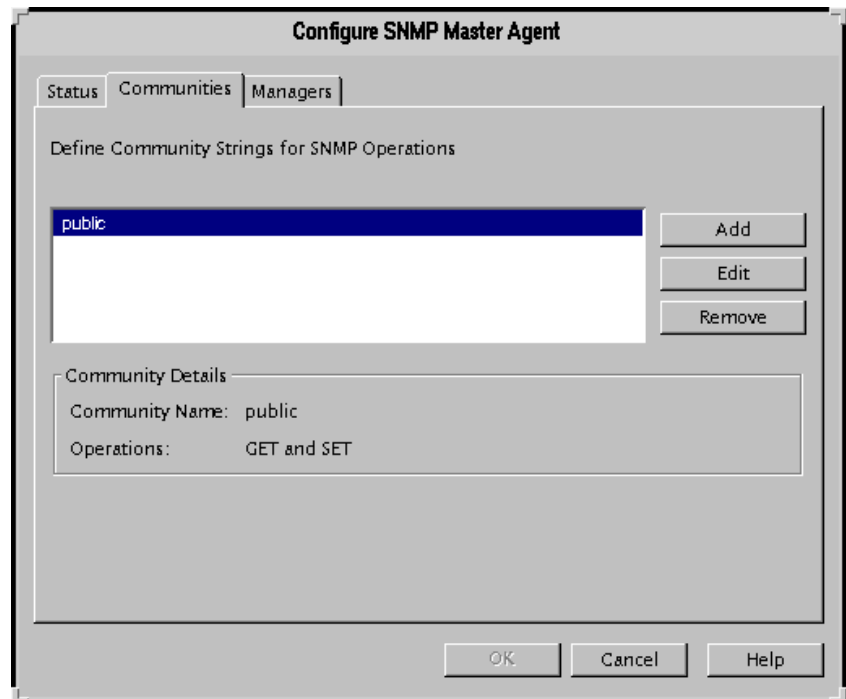 Configure SNMP Master Agent
Status Communities Managers
Define Community Strings for SNMP Operations
public
Add
Edit
Remove
Community Details
Community Name: public
Operations: GET and SET
OK Cancel Help